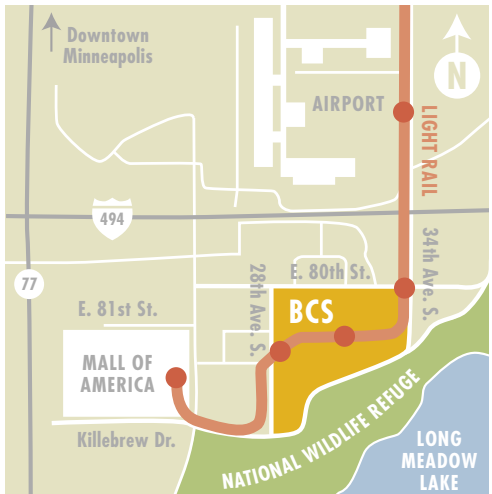 Downtown
Minneapolis
N
AIRPORT
LIGHT RAIL
494
34th Ave. S.
77
28th Ave. S.
E. 80th St.
E. 81st St.
BCS
MALL OF
AMERICA
Killebrew Dr.
NATIONAL WILDLIFE REFUGE
LONG
MEADOW
LAKE